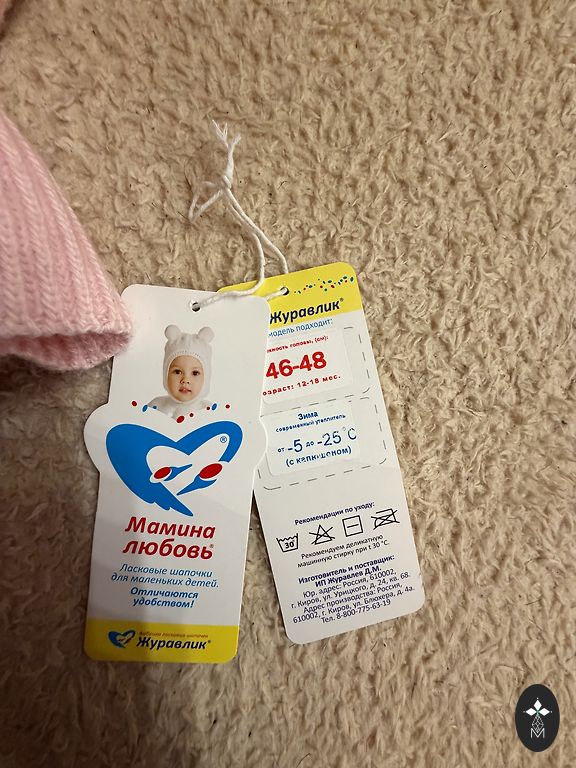 Мамина
любовь®
Ласковые шапочки
для маленьких детей.
Отличаются
удобством!
фабрика ласковых шапочек
Журавлик®
Журавлик®
модель подходит:
головы, (см):
46-48
возраст: 12-18 мес.
Зима
современный утеплитель
от -5 до -25°С
(с капюшоном)
Рекомендации по уходу:
30
Рекомендуем деликатную
машинную стирку при t 30 °С.
Изготовитель и поставщик:
ИП Журавлев Д.М.
Юр. адрес: Россия, 610002,
г. Киров, ул. Урицкого, д. 24, кв. 68.
Адрес производства: Россия,
610002, г. Киров, ул. Блюхера, д. 4а.
Тел. 8-800-775-63-19
M